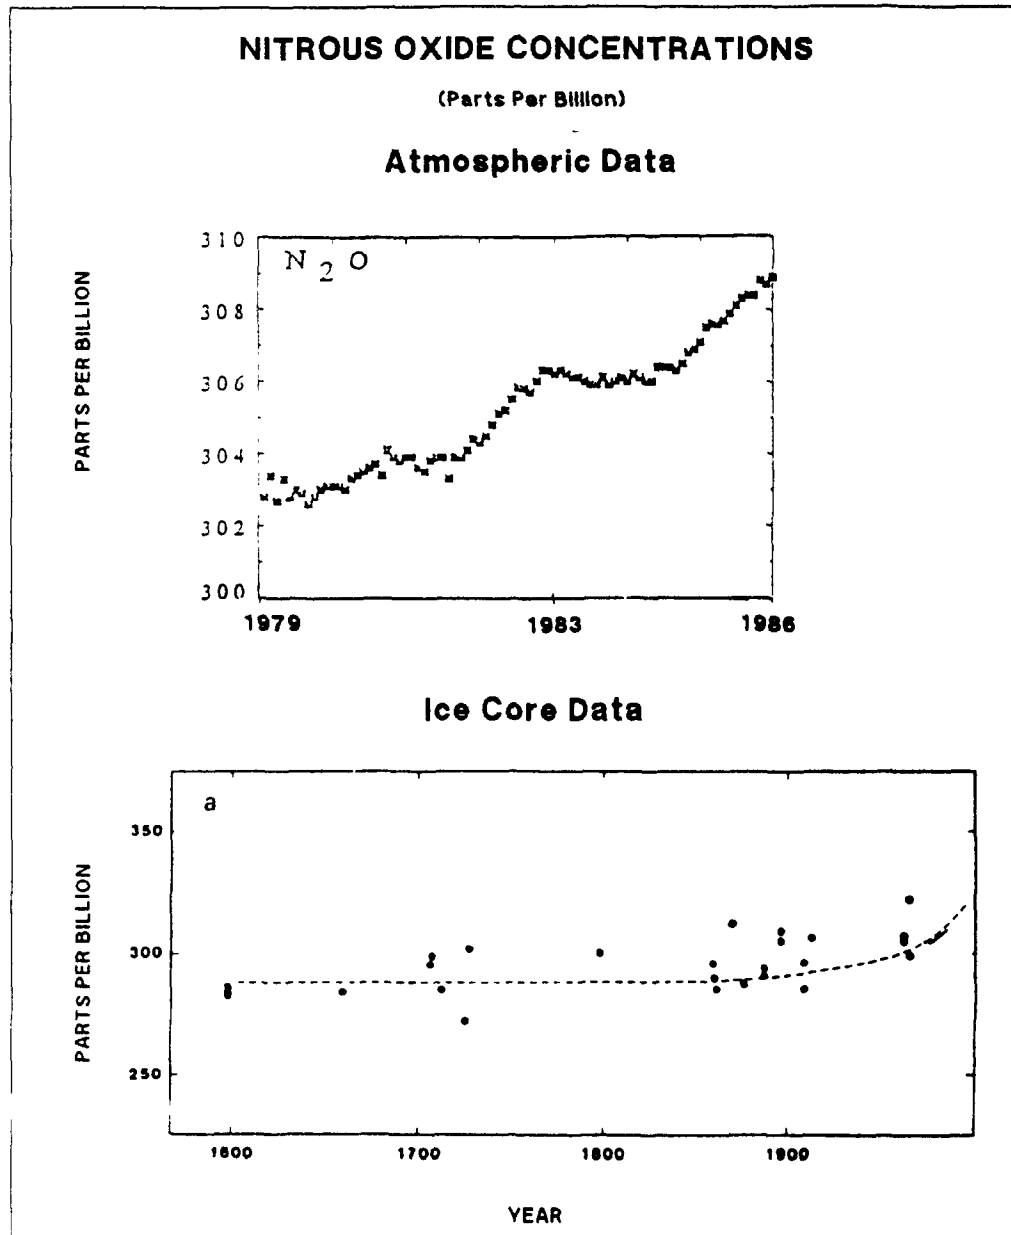 NITROUS OXIDE CONCENTRATIONS
(Parts Per Billion)
Atmospheric Data
PARTS PER BILLION
N2O
310
308
306
304
302
300
1979 1983 1986
Ice Core Data
PARTS PER BILLION
a
350
300
250
1600 1700 1800 1900
YEAR